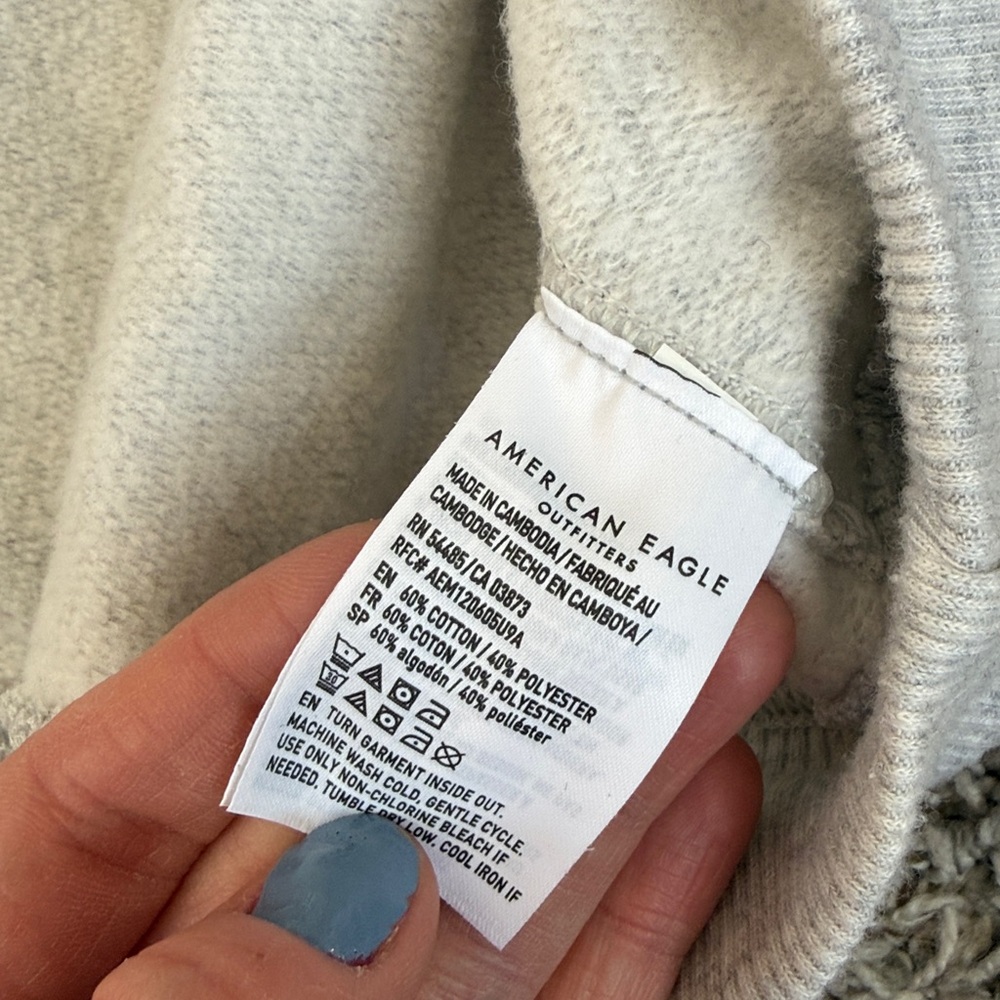 AMERICAN EAGLE
OUTFITTERS
MADE IN CAMBODIA / FABRIQUÉ AU
CAMBODGE / HECHO EN CAMBOYA /
RN 54485 / CA 03873
RFC# AEM120605U9A
EN 60% COTTON / 40% POLYESTER
FR 60% COTON / 40% POLYESTER
SP 60% algodón / 40% poliéster
30
EN TURN GARMENT INSIDE OUT.
MACHINE WASH COLD, GENTLE CYCLE.
USE ONLY NON-CHLORINE BLEACH IF
NEEDED. TUMBLE DRY LOW. COOL IRON IF